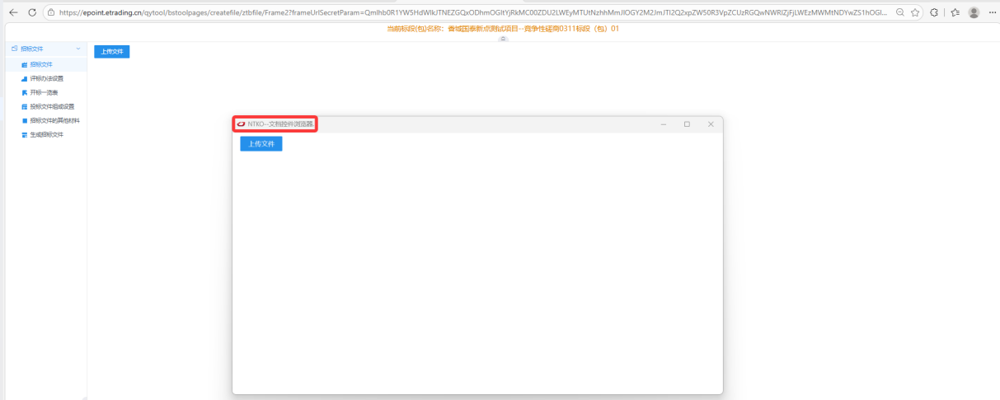 https://epoint.etrading.cn/qytool/bstoolpages/createfile/ztbfile/Frame2?frameUrlSecretParam=
当前标段(包)名称：晋城国泰新点测试项目--竞争性磋商0311标段（包）01
招标文件
上传文件
招标文件
评标办法设置
开标一览表
投标文件组成设置
招标文件的其他材料
生成招标文件
NTKO--文档控件浏览器
上传文件